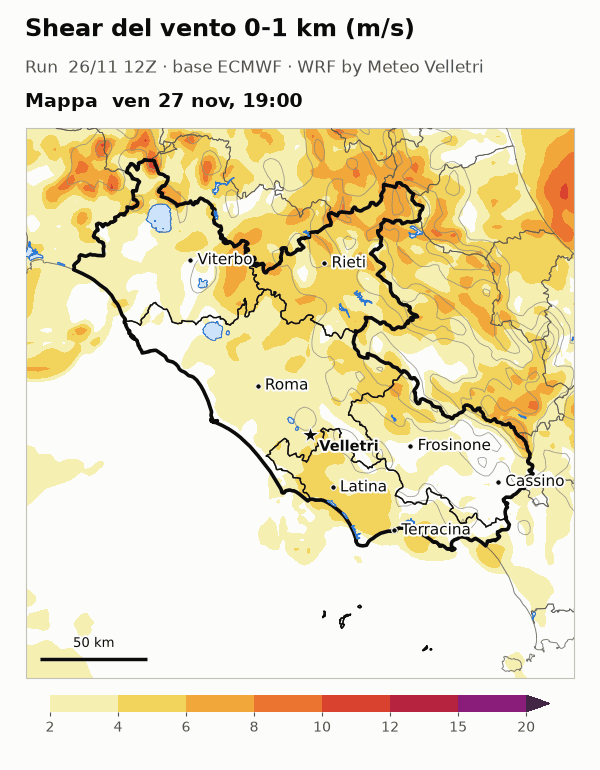 Shear del vento 0-1 km (m/s)
Run  26/11 12Z · base ECMWF · WRF by Meteo Velletri
Mappa  ven 27 nov, 19:00
Viterbo
Rieti
Roma
Velletri
Frosinone
Latina
Cassino
Terracina
50 km
2 4 6 8 10 12 15 20